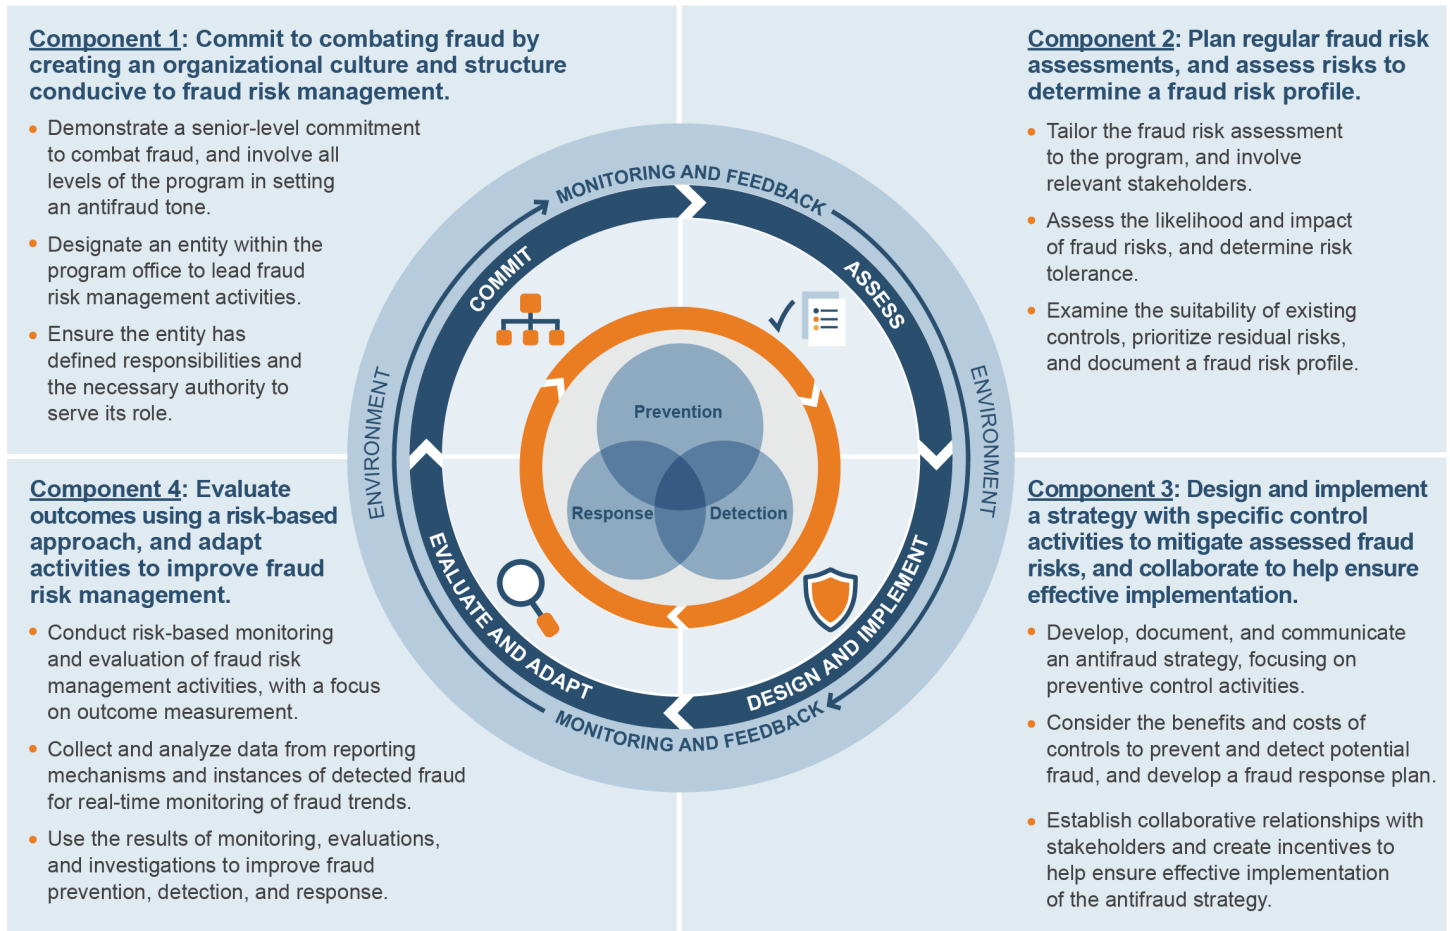 Component 1: Commit to combating fraud by
creating an organizational culture and structure
conducive to fraud risk management.
• Demonstrate a senior-level commitment
to combat fraud, and involve all
levels of the program in setting
an antifraud tone.
• Designate an entity within the
program office to lead fraud
risk management activities.
• Ensure the entity has
defined responsibilities and
the necessary authority to
serve its role.
Component 2: Plan regular fraud risk
assessments, and assess risks to
determine a fraud risk profile.
• Tailor the fraud risk assessment
to the program, and involve
relevant stakeholders.
• Assess the likelihood and impact
of fraud risks, and determine risk
tolerance.
• Examine the suitability of existing
controls, prioritize residual risks,
and document a fraud risk profile.
MONITORING AND FEEDBACK
COMMIT
ASSESS
ENVIRONMENT
ENVIRONMENT
Prevention
Response
Detection
EVALUATE AND ADAPT
DESIGN AND IMPLEMENT
MONITORING AND FEEDBACK
Component 4: Evaluate
outcomes using a risk-based
approach, and adapt
activities to improve fraud
risk management.
• Conduct risk-based monitoring
and evaluation of fraud risk
management activities, with a focus
on outcome measurement.
• Collect and analyze data from reporting
mechanisms and instances of detected fraud
for real-time monitoring of fraud trends.
• Use the results of monitoring, evaluations,
and investigations to improve fraud
prevention, detection, and response.
Component 3: Design and implement
a strategy with specific control
activities to mitigate assessed fraud
risks, and collaborate to help ensure
effective implementation.
• Develop, document, and communicate
an antifraud strategy, focusing on
preventive control activities.
• Consider the benefits and costs of
controls to prevent and detect potential
fraud, and develop a fraud response plan.
• Establish collaborative relationships with
stakeholders and create incentives to
help ensure effective implementation
of the antifraud strategy.